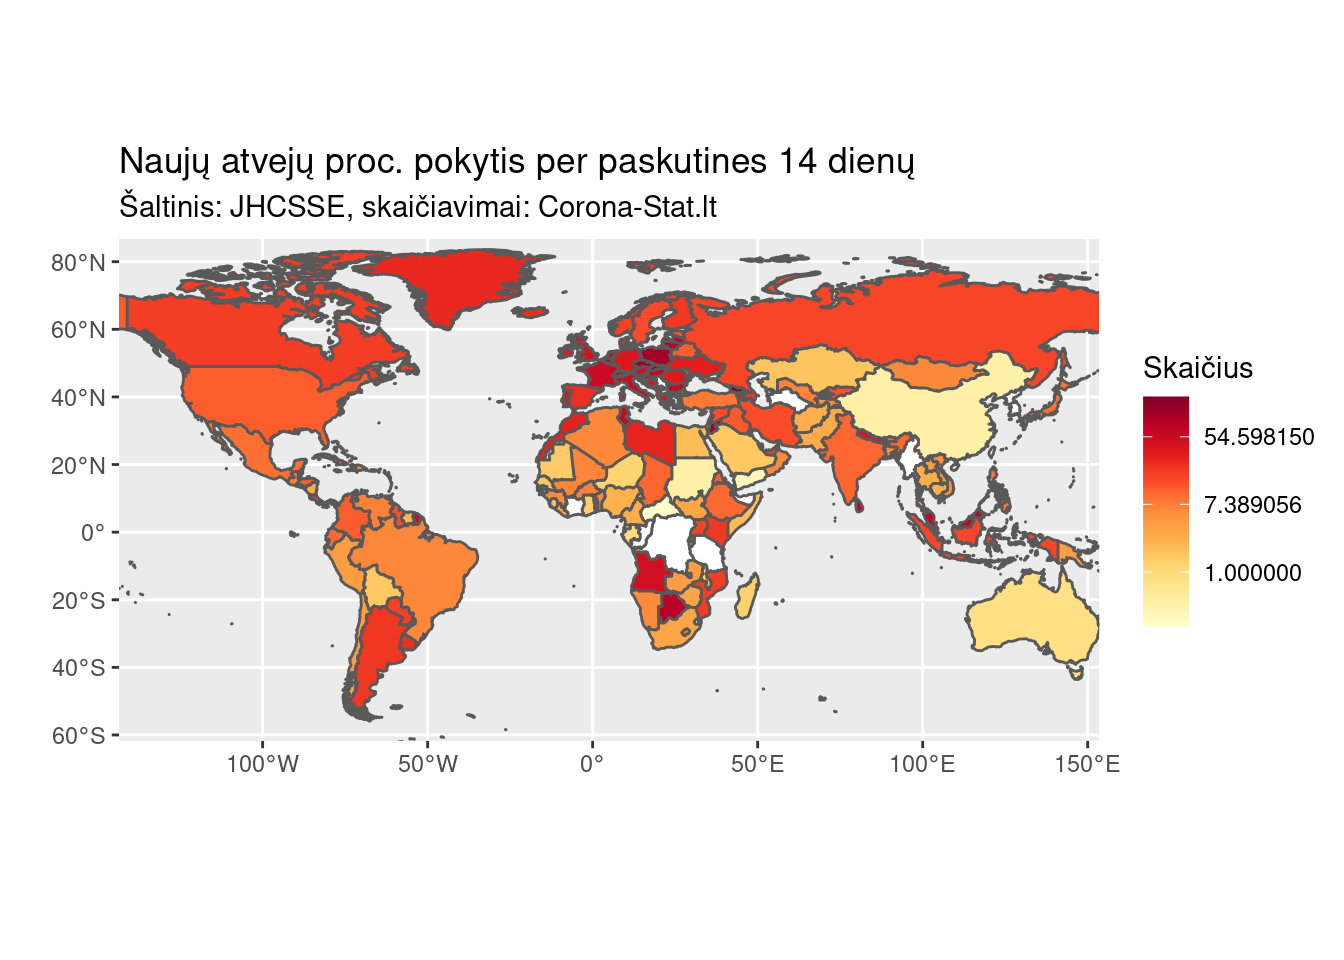 Naujų atvejų proc. pokytis per paskutines 14 dienų
Šaltinis: JHCSSE, skaičiavimai: Corona-Stat.lt
80°N
60°N
40°N
20°N
0°
20°S
40°S
60°S
100°W
50°W
0°
50°E
100°E
150°E
Skaičius
54.598150
7.389056
1.000000